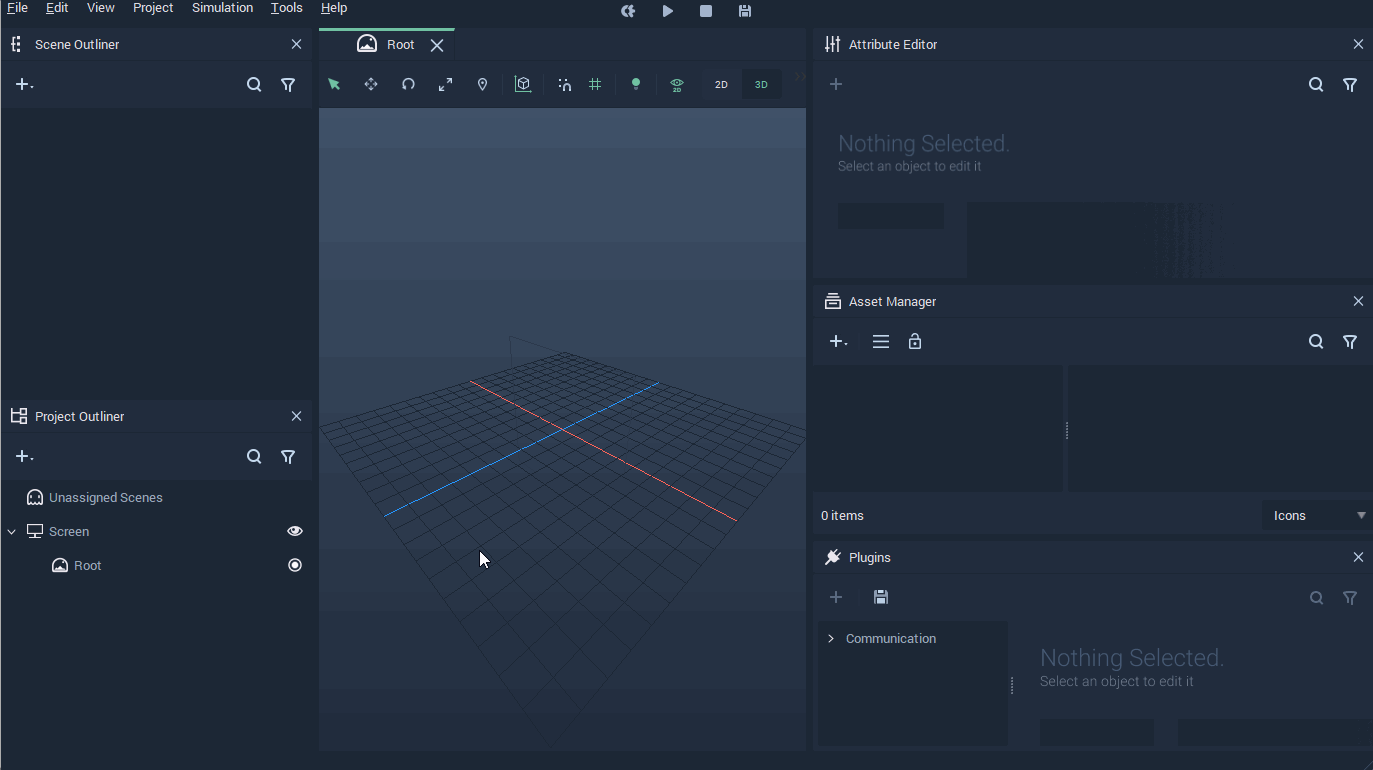 File Edit View Project Simulation Tools Help
Scene Outliner
Root
2D
2D
3D
Attribute Editor
Nothing Selected.
Select an object to edit it
Asset Manager
0 items
Icons
Project Outliner
Unassigned Scenes
Screen
Root
Plugins
Communication
Nothing Selected.
Select an object to edit it